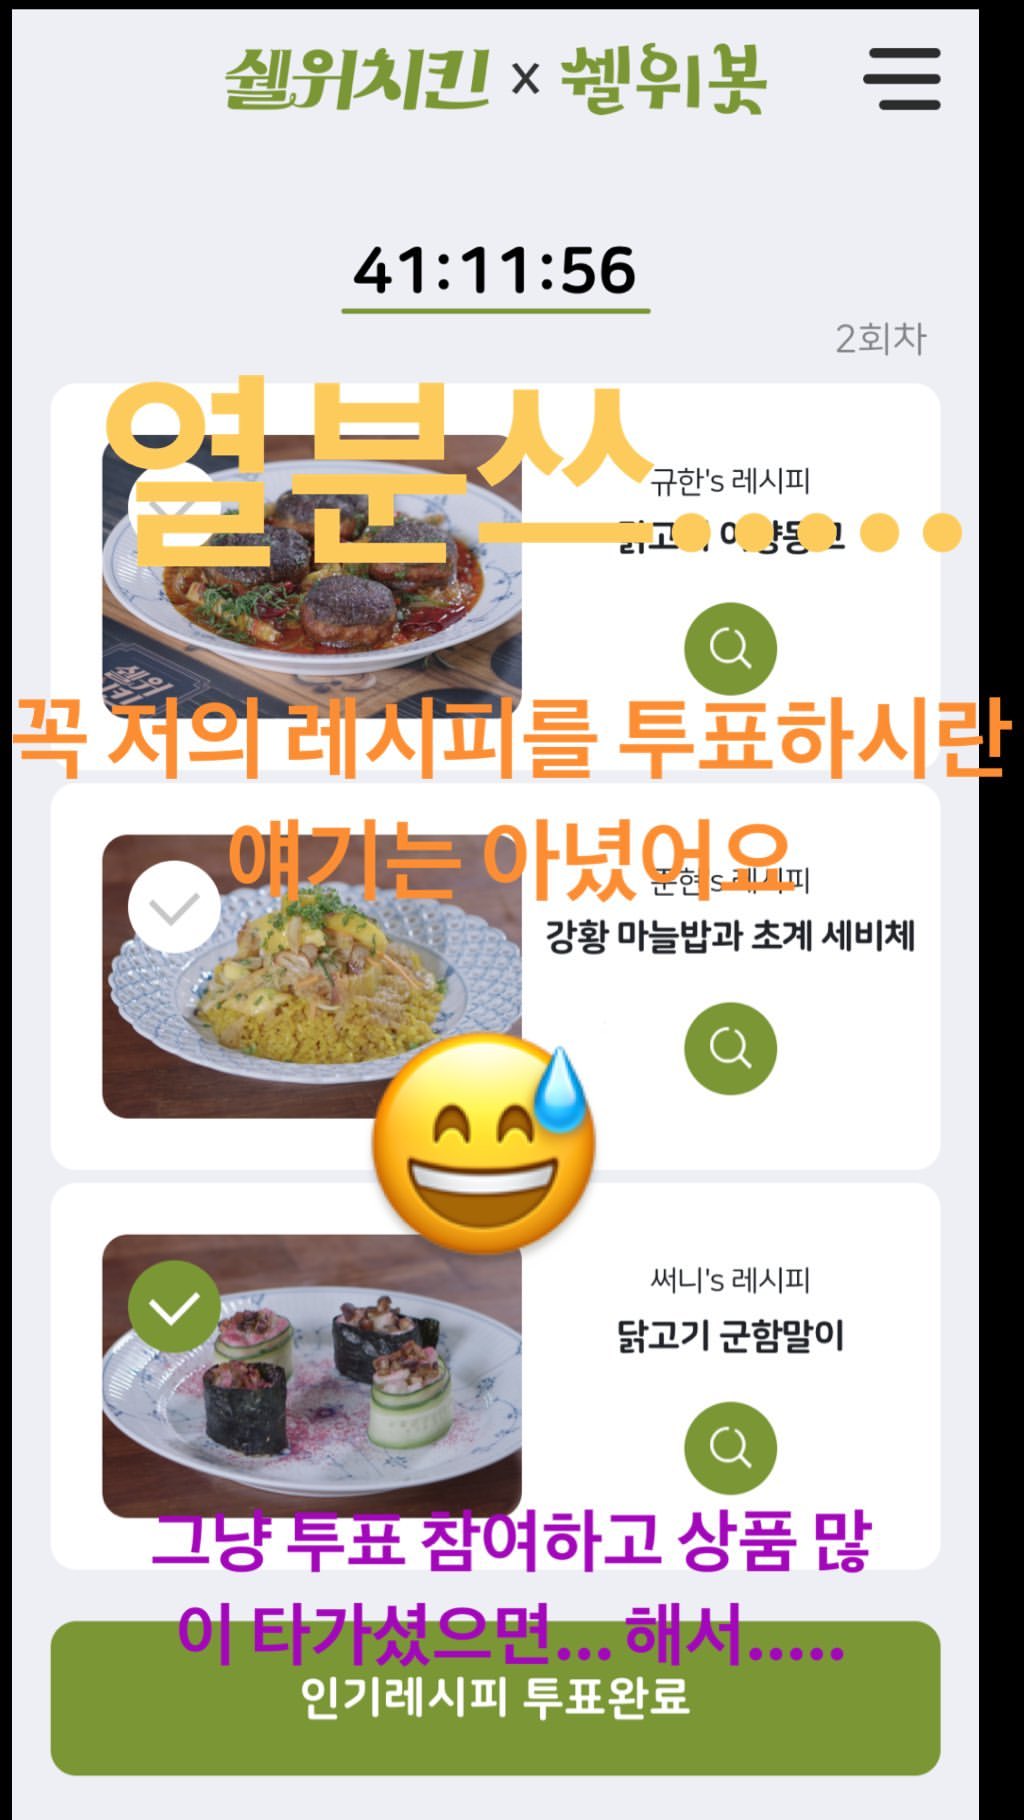 쉘위치킨 x 쉘위봇
41:11:56
2회차
열분쓰.....
규한's 레시피
쉘위
치킨
꼭 저의 레시피를 투표하시란
얘기는 아녔어요
준현's 레시피
강황 마늘밥과 초계 세비체
써니's 레시피
닭고기 군함말이
그냥 투표 참여하고 상품 많
이 타가셨으면... 해서.....
인기레시피 투표완료